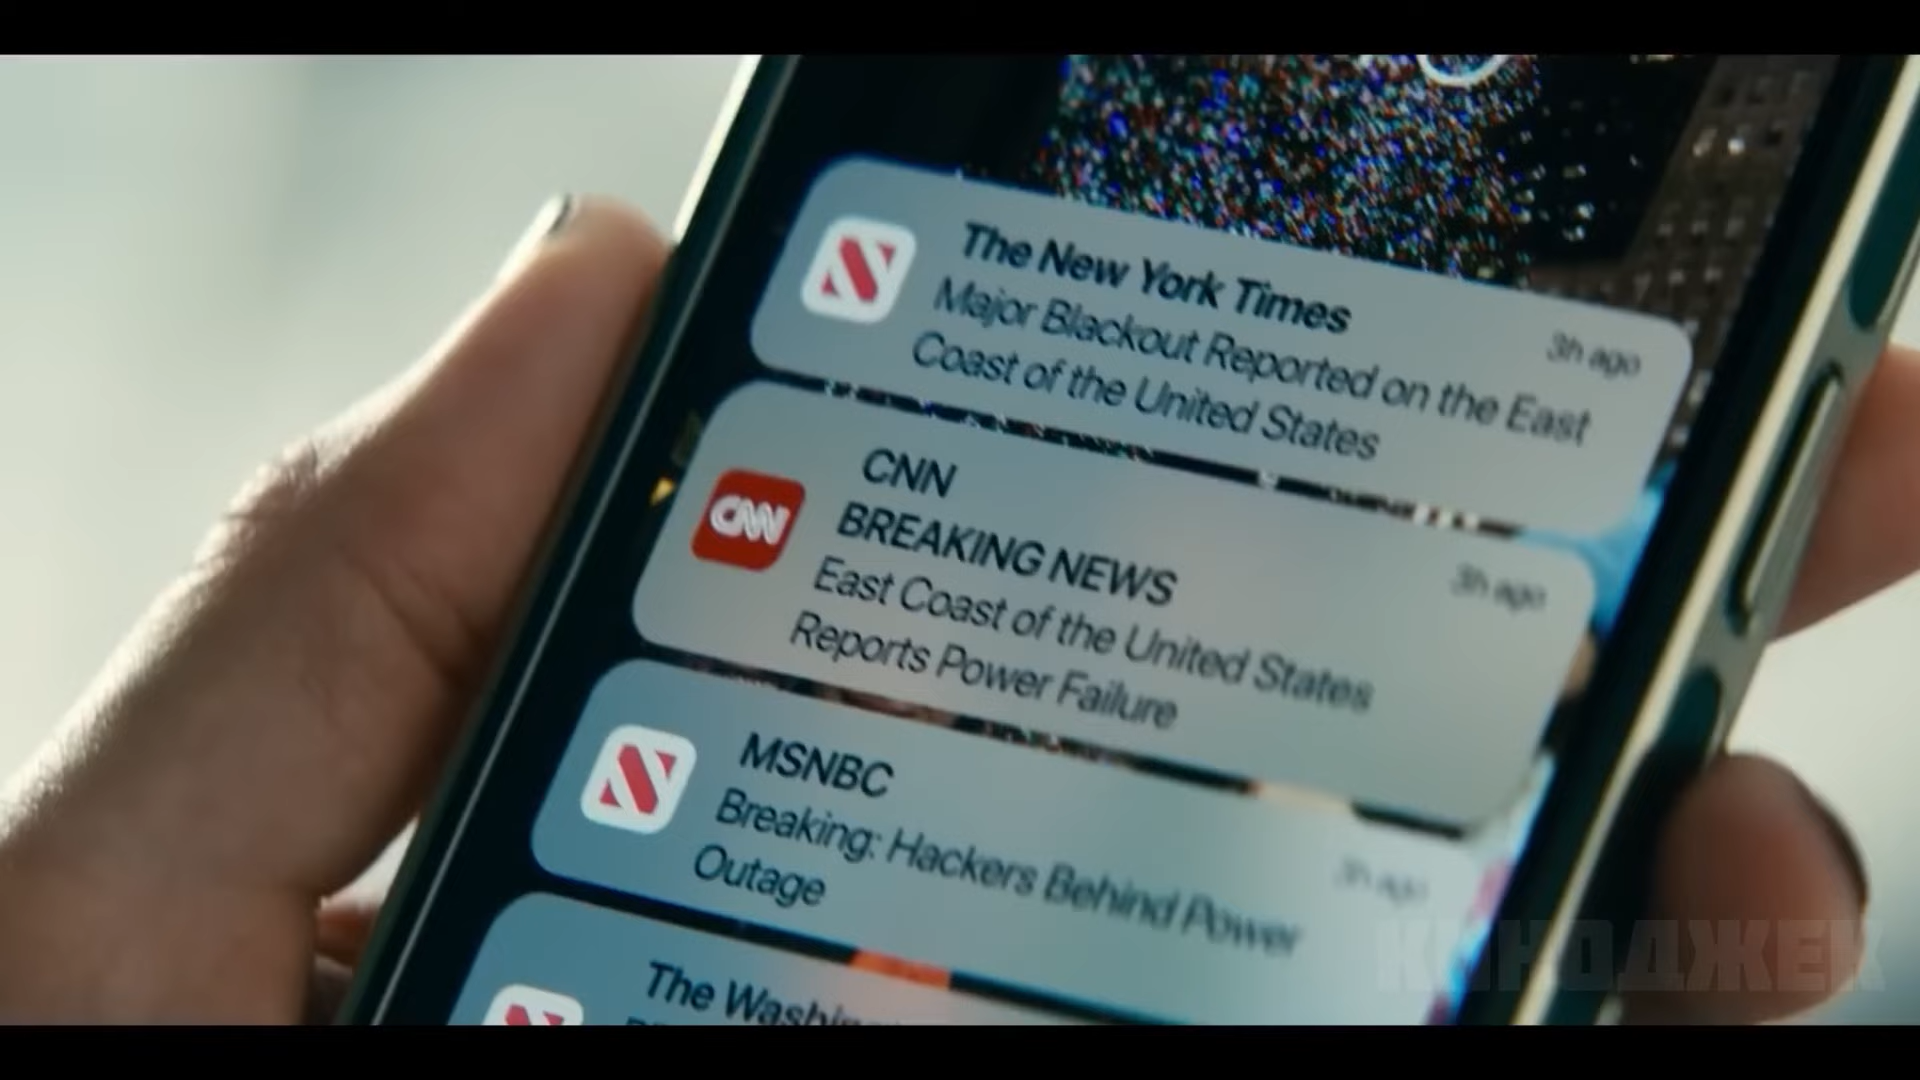 The New York Times
3h ago
Major Blackout Reported on the East
Coast of the United States
CNN
CNN
BREAKING NEWS
3h ago
East Coast of the United States
Reports Power Failure
MSNBC
3h ago
Breaking: Hackers Behind Power
Outage
The
КИНОДЖЕК